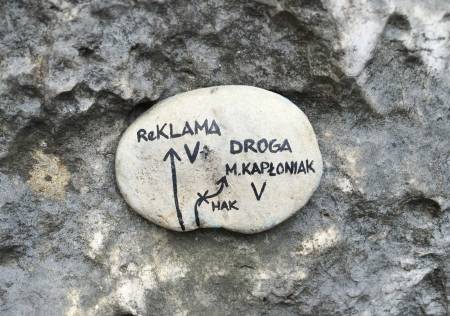 ReKLAMA
V+
DROGA
M.KAPŁONIAK
V
HAK